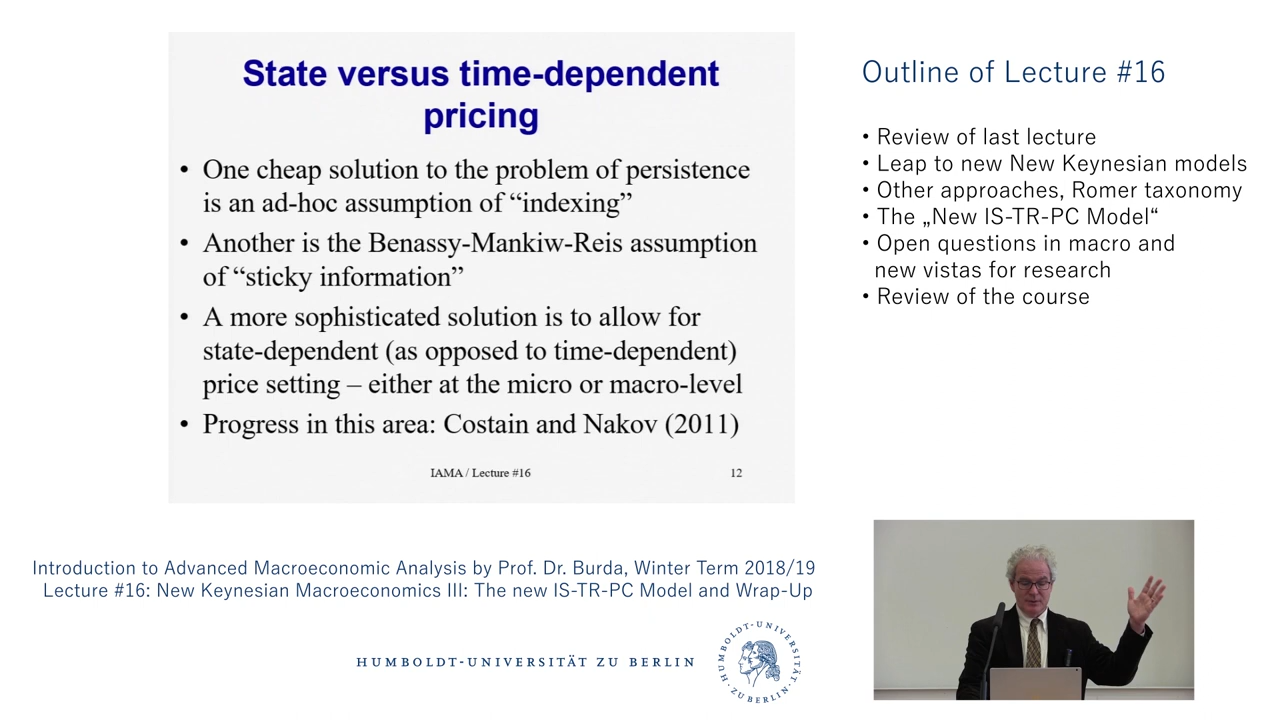 State versus time-dependent
pricing
• One cheap solution to the problem of persistence
is an ad-hoc assumption of “indexing”
• Another is the Benassy-Mankiw-Reis assumption
of “sticky information”
• A more sophisticated solution is to allow for
state-dependent (as opposed to time-dependent)
price setting – either at the micro or macro-level
• Progress in this area: Costain and Nakov (2011)
IAMA / Lecture #16
12
Outline of Lecture #16
• Review of last lecture
• Leap to new New Keynesian models
• Other approaches, Romer taxonomy
• The „New IS-TR-PC Model“
• Open questions in macro and
new vistas for research
• Review of the course
Introduction to Advanced Macroeconomic Analysis by Prof. Dr. Burda, Winter Term 2018/19
Lecture #16: New Keynesian Macroeconomics III: The new IS-TR-PC Model and Wrap-Up
HUMBOLDT-UNIVERSITÄT ZU BERLIN
HUMBOLDT-UNIVERSITÄT ZU BERLIN